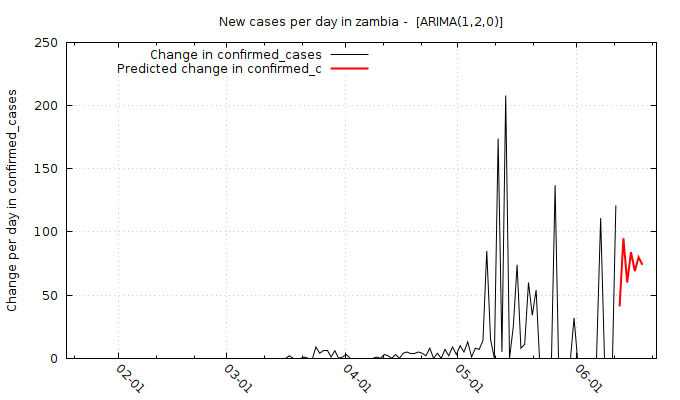 New cases per day in zambia -  [ARIMA(1,2,0)]
Change in confirmed_cases
Predicted change in confirmed_c
Change per day in confirmed_cases
250
200
150
100
50
0
02-01
03-01
04-01
05-01
06-01